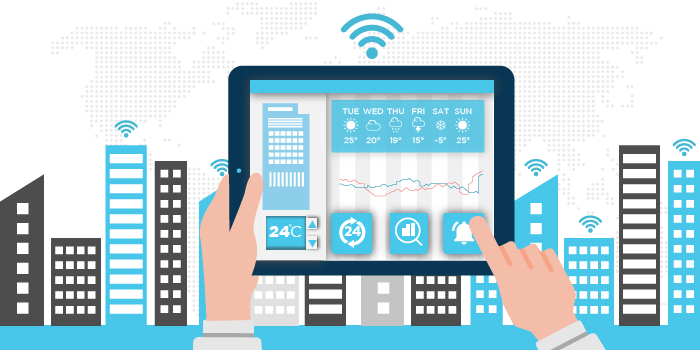 TUE WED THU FRI SAT SUN
25° 20° 19° 15° -5° 25°
24°C
24